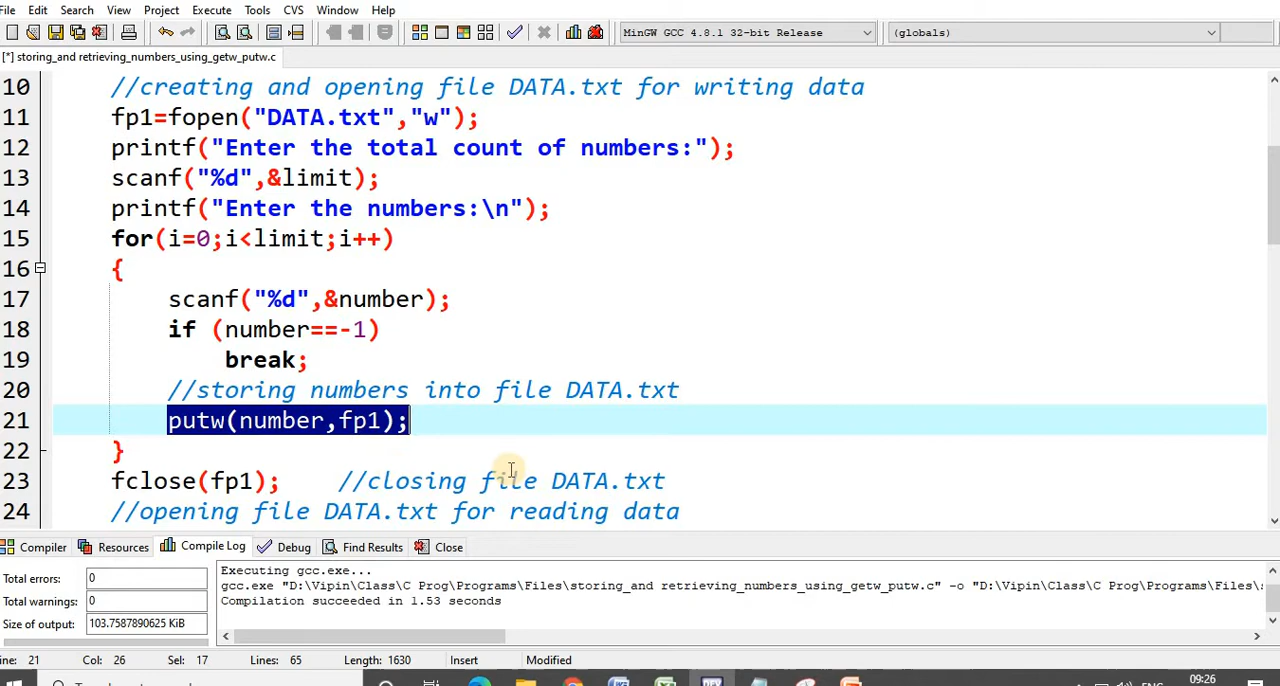 File Edit Search View Project Execute Tools CVS Window Help
MinGW GCC 4.8.1 32-bit Release (globals)
[*] storing_and retrieving_numbers_using_getw_putw.c
10 //creating and opening file DATA.txt for writing data
11 fp1=fopen("DATA.txt","w");
12 printf("Enter the total count of numbers:");
13 scanf("%d",&limit);
14 printf("Enter the numbers:\n");
15 for(i=0;i<limit;i++)
16 {
17 scanf("%d",&number);
18 if (number==-1)
19 break;
20 //storing numbers into file DATA.txt
21 putw(number,fp1);
22 }
23 fclose(fp1); //closing file DATA.txt
24 //opening file DATA.txt for reading data
Compiler Resources Compile Log Debug Find Results Close
Total errors: 0
Total warnings: 0
Size of output: 103.7587890625 KiB
Executing gcc.exe...
gcc.exe "D:\Vipin\Class\C Prog\Programs\Files\storing_and retrieving_numbers_using_getw_putw.c" -o "D:\Vipin\Class\C Prog\Programs\Files\
Compilation succeeded in 1.53 seconds
ine: 21 Col: 26 Sel: 17 Lines: 65 Length: 1630 Insert Modified
09:26